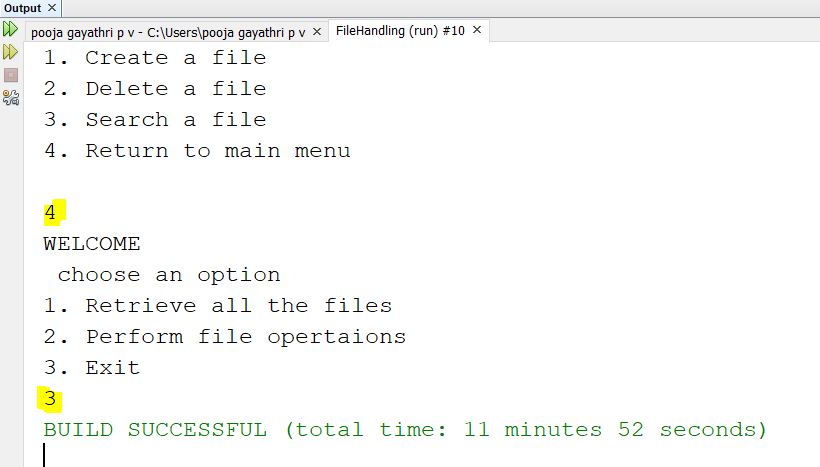 Output
pooja gayathri p v - C:\Users\pooja gayathri p v
FileHandling (run) #10
1. Create a file
2. Delete a file
3. Search a file
4. Return to main menu
4
WELCOME
choose an option
1. Retrieve all the files
2. Perform file opertaions
3. Exit
3
BUILD SUCCESSFUL (total time: 11 minutes 52 seconds)